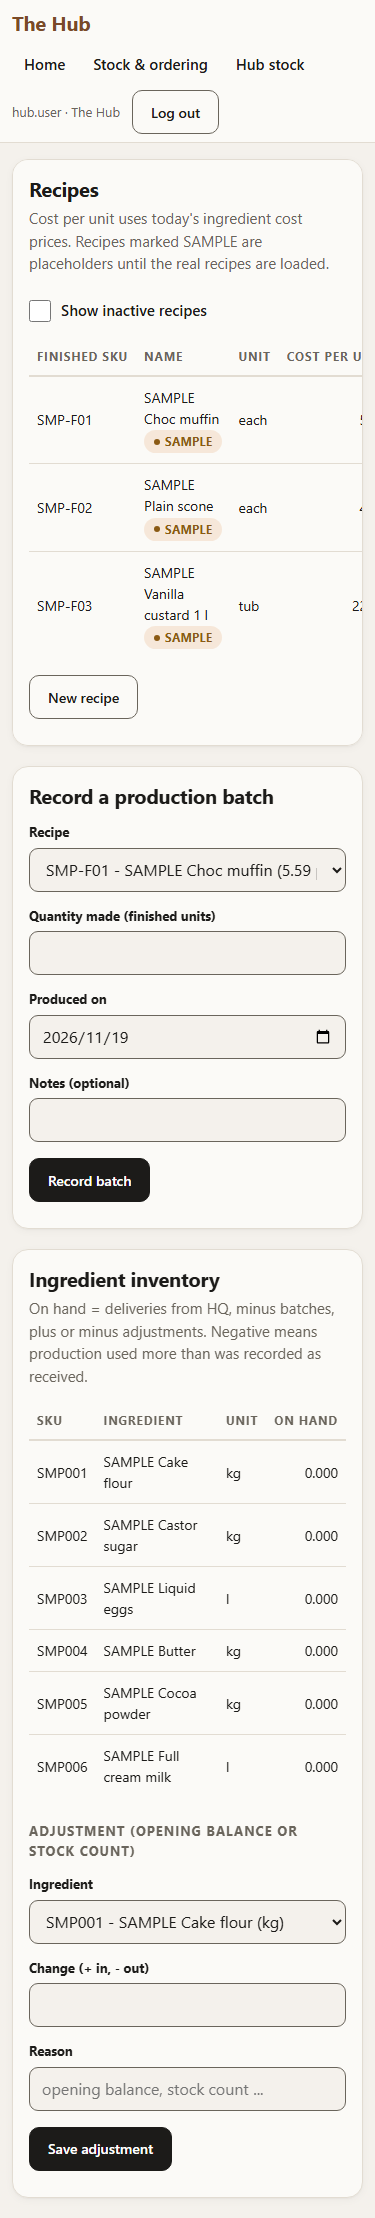 The Hub
Home Stock & ordering Hub stock
hub.user · The Hub Log out
Recipes
Cost per unit uses today's ingredient cost
prices. Recipes marked SAMPLE are
placeholders until the real recipes are loaded.
Show inactive recipes
FINISHED SKU NAME UNIT COST PER U
SMP-F01 SAMPLE Choc muffin each
SAMPLE
SMP-F02 SAMPLE Plain scone each
SAMPLE
SMP-F03 SAMPLE Vanilla custard 1 l tub 22
SAMPLE
New recipe
Record a production batch
Recipe
SMP-F01 - SAMPLE Choc muffin (5.59
Quantity made (finished units)
Produced on
2026/11/19
Notes (optional)
Record batch
Ingredient inventory
On hand = deliveries from HQ, minus batches,
plus or minus adjustments. Negative means
production used more than was recorded as
received.
SKU INGREDIENT UNIT ON HAND
SMP001 SAMPLE Cake flour kg 0.000
SMP002 SAMPLE Castor sugar kg 0.000
SMP003 SAMPLE Liquid eggs l 0.000
SMP004 SAMPLE Butter kg 0.000
SMP005 SAMPLE Cocoa powder kg 0.000
SMP006 SAMPLE Full cream milk l 0.000
ADJUSTMENT (OPENING BALANCE OR
STOCK COUNT)
Ingredient
SMP001 - SAMPLE Cake flour (kg)
Change (+ in, - out)
Reason
opening balance, stock count ...
Save adjustment